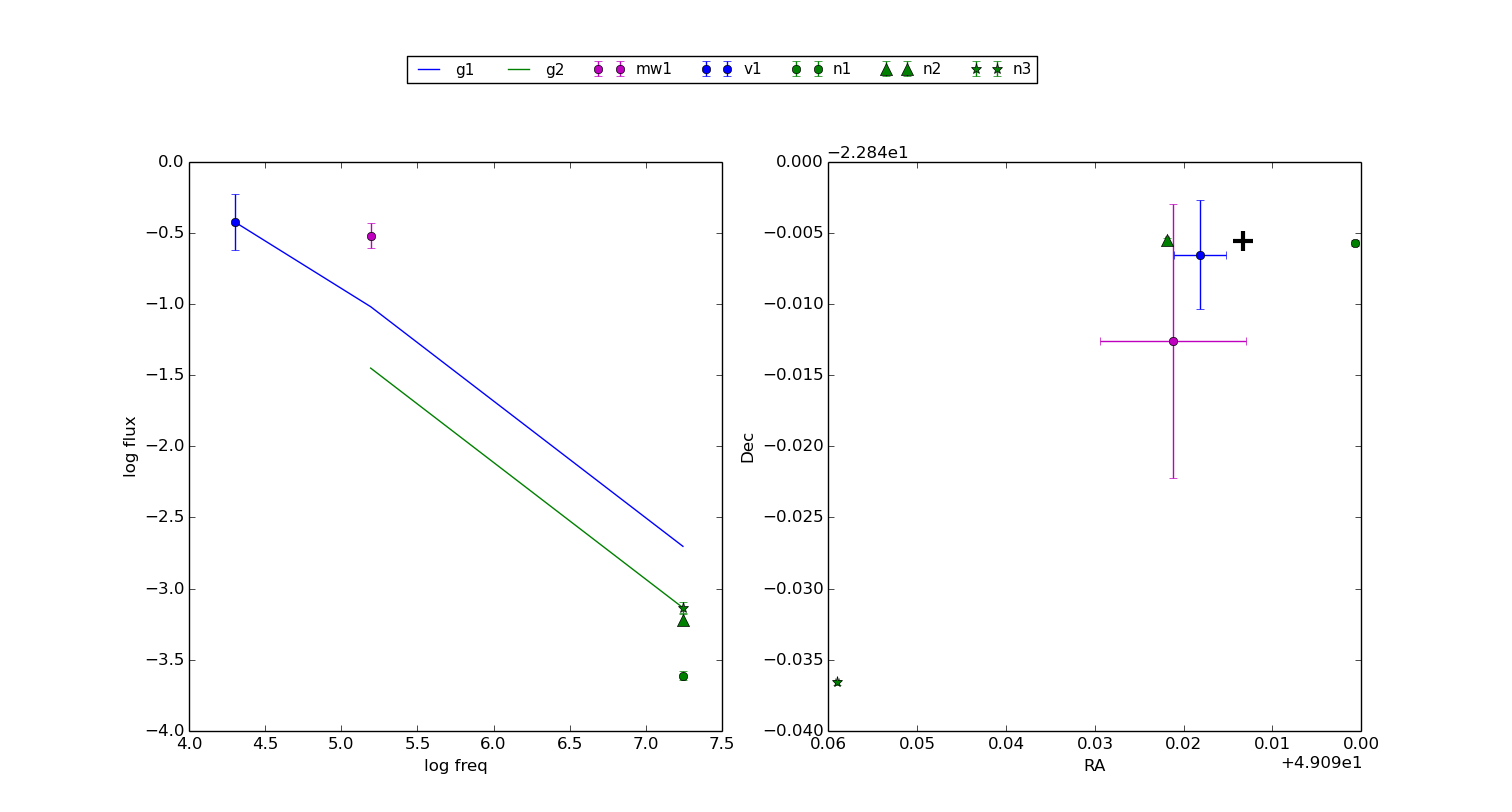 g1 g2 mw1 v1 n1 n2 n3
0.0
−0.5
−1.0
−1.5
−2.0
−2.5
−3.0
−3.5
−4.0
log flux
4.0 4.5 5.0 5.5 6.0 6.5 7.0 7.5
log freq
−2.284e1
0.000
−0.005
−0.010
−0.015
−0.020
−0.025
−0.030
−0.035
−0.040
Dec
0.06 0.05 0.04 0.03 0.02 0.01 0.00
RA
+4.909e1